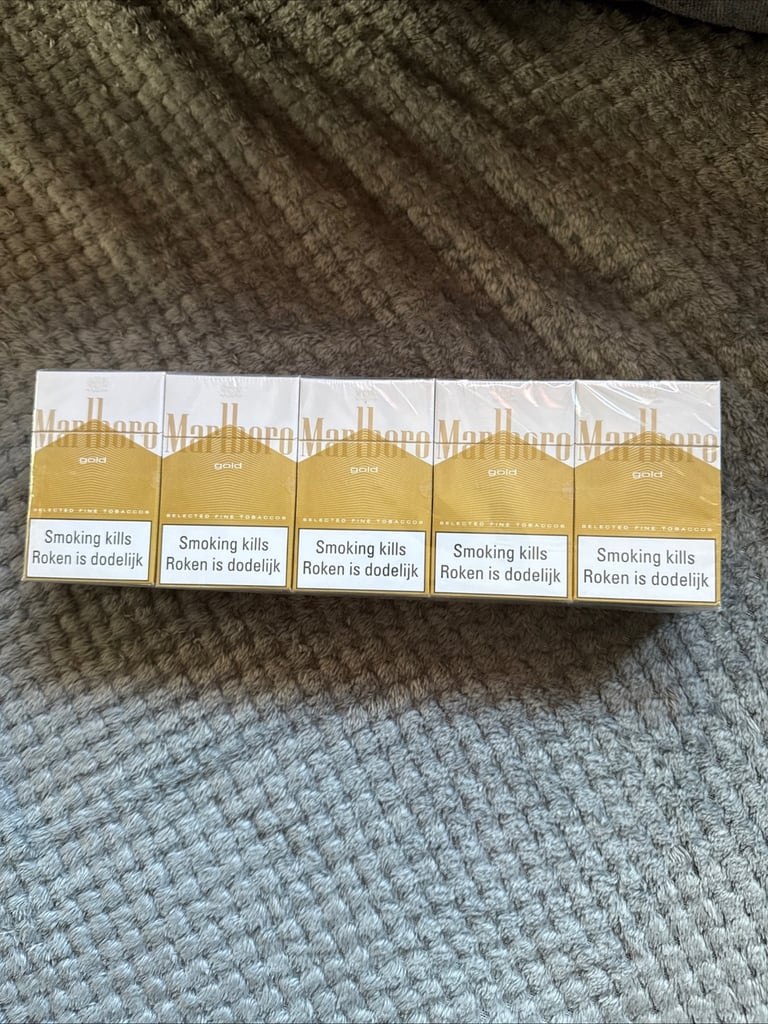 Marlboro
gold
SELECTED FINE TOBACCOS
Smoking kills
Roken is dodelijk
Marlboro
gold
SELECTED FINE TOBACCOS
Smoking kills
Roken is dodelijk
Marlboro
gold
SELECTED FINE TOBACCOS
Smoking kills
Roken is dodelijk
Marlboro
gold
SELECTED FINE TOBACCOS
Smoking kills
Roken is dodelijk
Marlboro
gold
SELECTED FINE TOBACCOS
Smoking kills
Roken is dodelijk